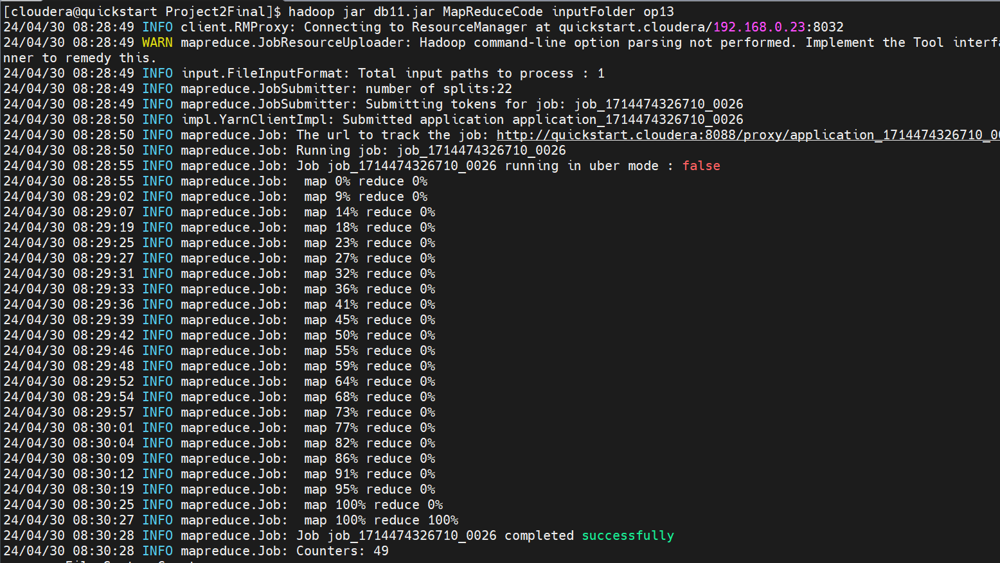 [cloudera@quickstart Project2Final]$ hadoop jar db11.jar MapReduceCode inputFolder op13
24/04/30 08:28:49 INFO client.RMProxy: Connecting to ResourceManager at quickstart.cloudera/192.168.0.23:8032
24/04/30 08:28:49 WARN mapreduce.JobResourceUploader: Hadoop command-line option parsing not performed. Implement the Tool interfa
nner to remedy this.
24/04/30 08:28:49 INFO input.FileInputFormat: Total input paths to process : 1
24/04/30 08:28:49 INFO mapreduce.JobSubmitter: number of splits:22
24/04/30 08:28:49 INFO mapreduce.JobSubmitter: Submitting tokens for job: job_1714474326710_0026
24/04/30 08:28:50 INFO impl.YarnClientImpl: Submitted application application_1714474326710_0026
24/04/30 08:28:50 INFO mapreduce.Job: The url to track the job: http://quickstart.cloudera:8088/proxy/application_1714474326710_00
24/04/30 08:28:50 INFO mapreduce.Job: Running job: job_1714474326710_0026
24/04/30 08:28:55 INFO mapreduce.Job: Job job_1714474326710_0026 running in uber mode : false
24/04/30 08:28:55 INFO mapreduce.Job:  map 0% reduce 0%
24/04/30 08:29:02 INFO mapreduce.Job:  map 9% reduce 0%
24/04/30 08:29:07 INFO mapreduce.Job:  map 14% reduce 0%
24/04/30 08:29:19 INFO mapreduce.Job:  map 18% reduce 0%
24/04/30 08:29:25 INFO mapreduce.Job:  map 23% reduce 0%
24/04/30 08:29:27 INFO mapreduce.Job:  map 27% reduce 0%
24/04/30 08:29:31 INFO mapreduce.Job:  map 32% reduce 0%
24/04/30 08:29:33 INFO mapreduce.Job:  map 36% reduce 0%
24/04/30 08:29:36 INFO mapreduce.Job:  map 41% reduce 0%
24/04/30 08:29:39 INFO mapreduce.Job:  map 45% reduce 0%
24/04/30 08:29:42 INFO mapreduce.Job:  map 50% reduce 0%
24/04/30 08:29:46 INFO mapreduce.Job:  map 55% reduce 0%
24/04/30 08:29:48 INFO mapreduce.Job:  map 59% reduce 0%
24/04/30 08:29:52 INFO mapreduce.Job:  map 64% reduce 0%
24/04/30 08:29:54 INFO mapreduce.Job:  map 68% reduce 0%
24/04/30 08:29:57 INFO mapreduce.Job:  map 73% reduce 0%
24/04/30 08:30:01 INFO mapreduce.Job:  map 77% reduce 0%
24/04/30 08:30:04 INFO mapreduce.Job:  map 82% reduce 0%
24/04/30 08:30:09 INFO mapreduce.Job:  map 86% reduce 0%
24/04/30 08:30:12 INFO mapreduce.Job:  map 91% reduce 0%
24/04/30 08:30:19 INFO mapreduce.Job:  map 95% reduce 0%
24/04/30 08:30:25 INFO mapreduce.Job:  map 100% reduce 0%
24/04/30 08:30:27 INFO mapreduce.Job:  map 100% reduce 100%
24/04/30 08:30:28 INFO mapreduce.Job: Job job_1714474326710_0026 completed successfully
24/04/30 08:30:28 INFO mapreduce.Job: Counters: 49